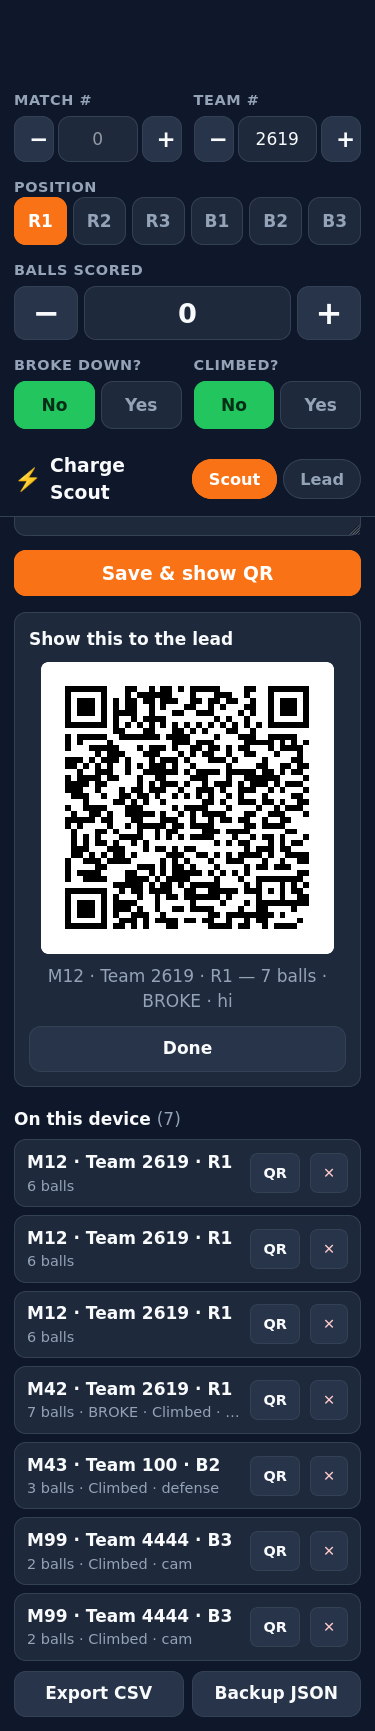 MATCH # TEAM #
− 0 + − 2619 +
POSITION
R1 R2 R3 B1 B2 B3
BALLS SCORED
− 0 +
BROKE DOWN? CLIMBED?
No Yes No Yes
⚡ Charge
Scout
Scout Lead
Save & show QR
Show this to the lead
M12 · Team 2619 · R1 — 7 balls ·
BROKE · hi
Done
On this device (7)
M12 · Team 2619 · R1
6 balls
QR ✕
M12 · Team 2619 · R1
6 balls
QR ✕
M12 · Team 2619 · R1
6 balls
QR ✕
M42 · Team 2619 · R1
7 balls · BROKE · Climbed · …
QR ✕
M43 · Team 100 · B2
3 balls · Climbed · defense
QR ✕
M99 · Team 4444 · B3
2 balls · Climbed · cam
QR ✕
M99 · Team 4444 · B3
2 balls · Climbed · cam
QR ✕
Export CSV Backup JSON